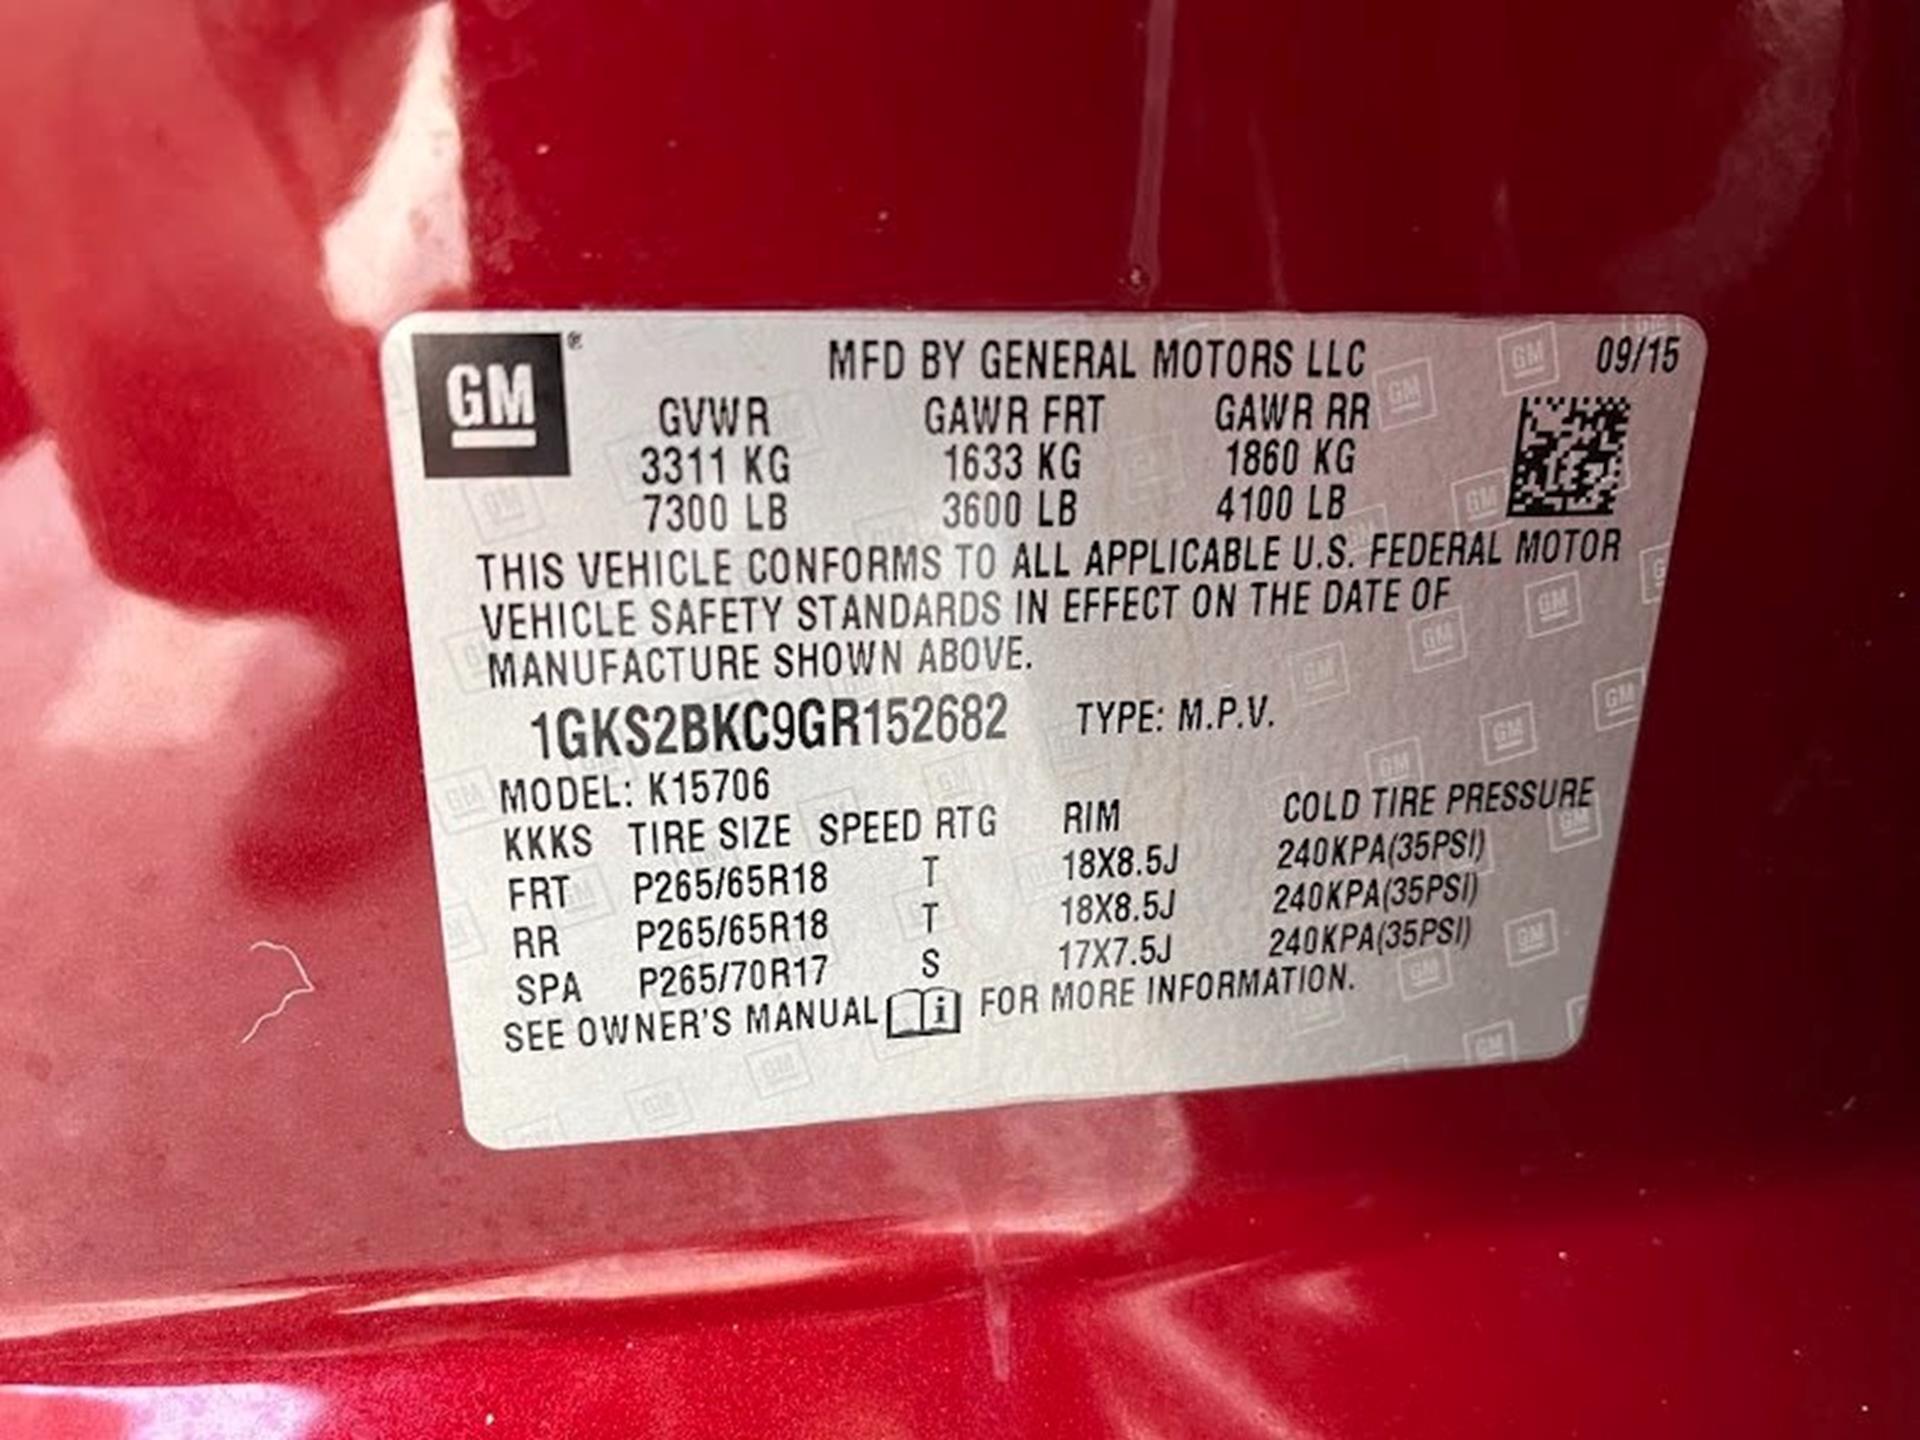 GM®
MFD BY GENERAL MOTORS LLC 09/15
GVWR GAWR FRT GAWR RR
3311 KG 1633 KG 1860 KG
7300 LB 3600 LB 4100 LB
THIS VEHICLE CONFORMS TO ALL APPLICABLE U.S. FEDERAL MOTOR
VEHICLE SAFETY STANDARDS IN EFFECT ON THE DATE OF
MANUFACTURE SHOWN ABOVE.
1GKS2BKC9GR152682 TYPE: M.P.V.
MODEL: K15706
KKKS TIRE SIZE SPEED RTG RIM COLD TIRE PRESSURE
FRT P265/65R18 T 18X8.5J 240KPA(35PSI)
RR P265/65R18 T 18X8.5J 240KPA(35PSI)
SPA P265/70R17 S 17X7.5J 240KPA(35PSI)
SEE OWNER'S MANUAL i FOR MORE INFORMATION.